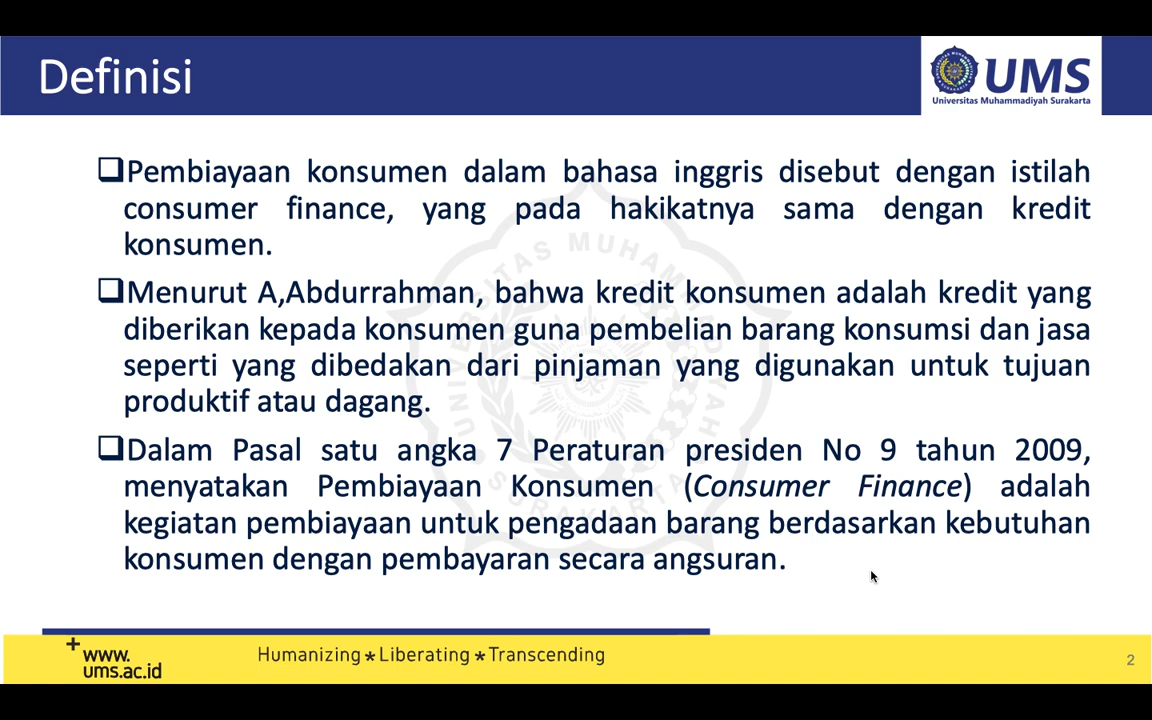 Definisi
UMS
Universitas Muhammadiyah Surakarta
❑Pembiayaan konsumen dalam bahasa inggris disebut dengan istilah
consumer finance, yang pada hakikatnya sama dengan kredit
konsumen.
❑Menurut A,Abdurrahman, bahwa kredit konsumen adalah kredit yang
diberikan kepada konsumen guna pembelian barang konsumsi dan jasa
seperti yang dibedakan dari pinjaman yang digunakan untuk tujuan
produktif atau dagang.
❑Dalam Pasal satu angka 7 Peraturan presiden No 9 tahun 2009,
menyatakan Pembiayaan Konsumen (Consumer Finance) adalah
kegiatan pembiayaan untuk pengadaan barang berdasarkan kebutuhan
konsumen dengan pembayaran secara angsuran.
UNIVERSITAS MUHAMMADIYAH
SURAKARTA
+www.
ums.ac.id
Humanizing ★ Liberating ★ Transcending
2